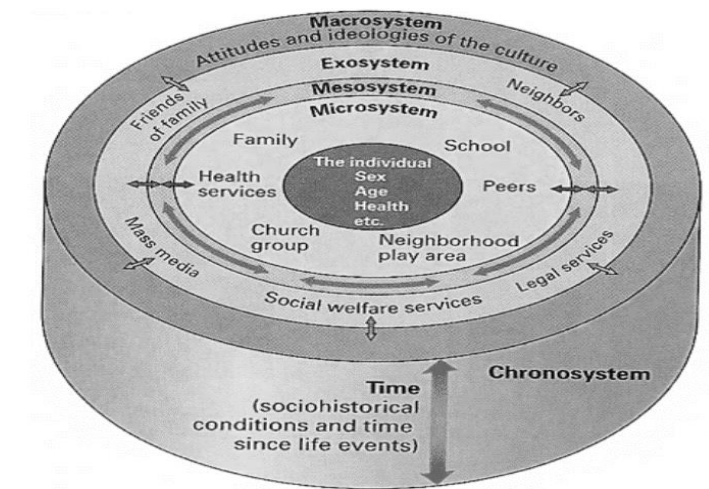 Macrosystem
Attitudes and ideologies of the culture
Exosystem
Mesosystem
Microsystem
Friends
of family
Neighbors
Family
School
The individual
Sex
Age
Health
etc.
Health
services
Peers
Church
group
Neighborhood
play area
Mass media
Social welfare services
Legal services
Chronosystem
Time
(sociohistorical
conditions and time
since life events)